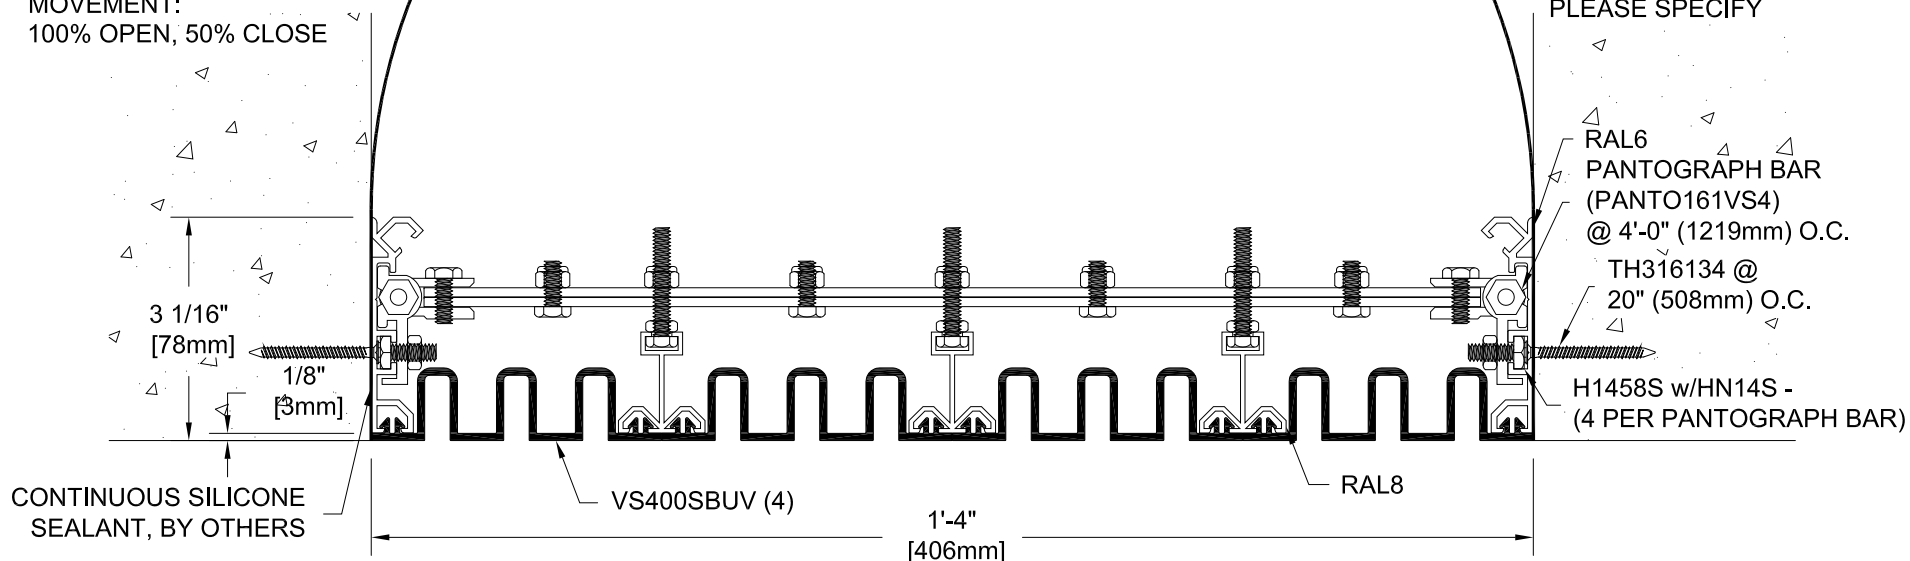 MOVEMENT:
100% OPEN, 50% CLOSE
PLEASE SPECIFY
RAL6
PANTOGRAPH BAR
(PANTO161VS4)
@ 4'-0" (1219mm) O.C.
TH316134 @
20" (508mm) O.C.
3 1/16"
[78mm]
1/8"
[3mm]
H1458S w/HN14S -
(4 PER PANTOGRAPH BAR)
CONTINUOUS SILICONE
SEALANT, BY OTHERS
VS400SBUV (4)
RAL8
1'-4"
[406mm]